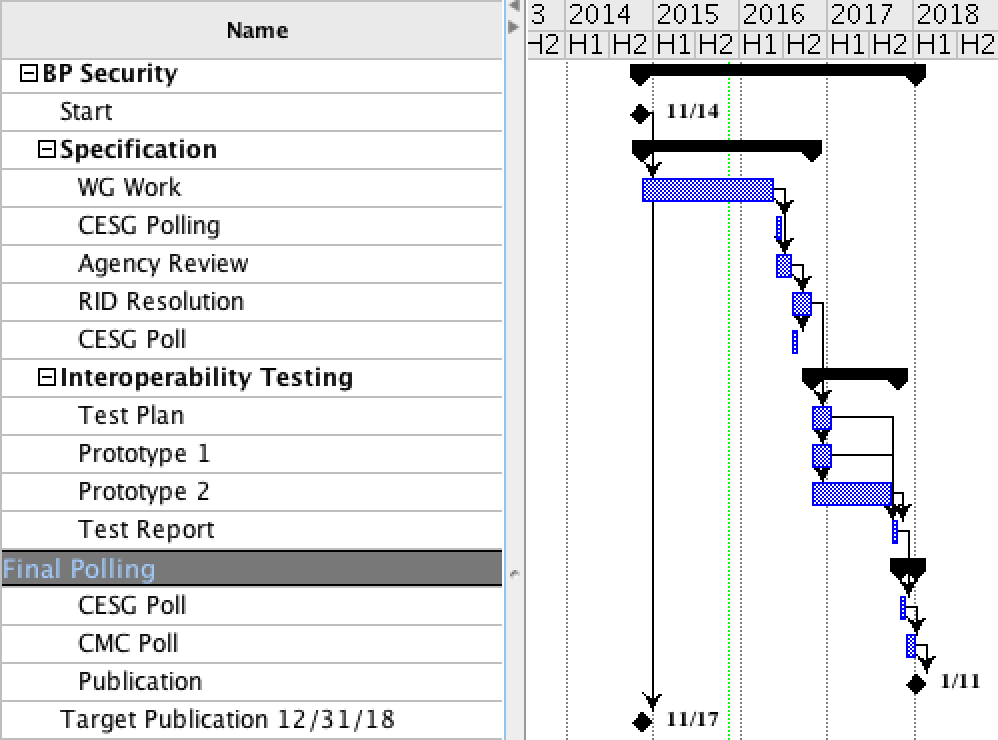 Name
3 2014 2015 2016 2017 2018
H2 H1 H2 H1 H2 H1 H2 H1 H2 H1 H2
BP Security
Start 11/14
Specification
WG Work
CESG Polling
Agency Review
RID Resolution
CESG Poll
Interoperability Testing
Test Plan
Prototype 1
Prototype 2
Test Report
Final Polling
CESG Poll
CMC Poll
Publication 1/11
Target Publication 12/31/18 11/17